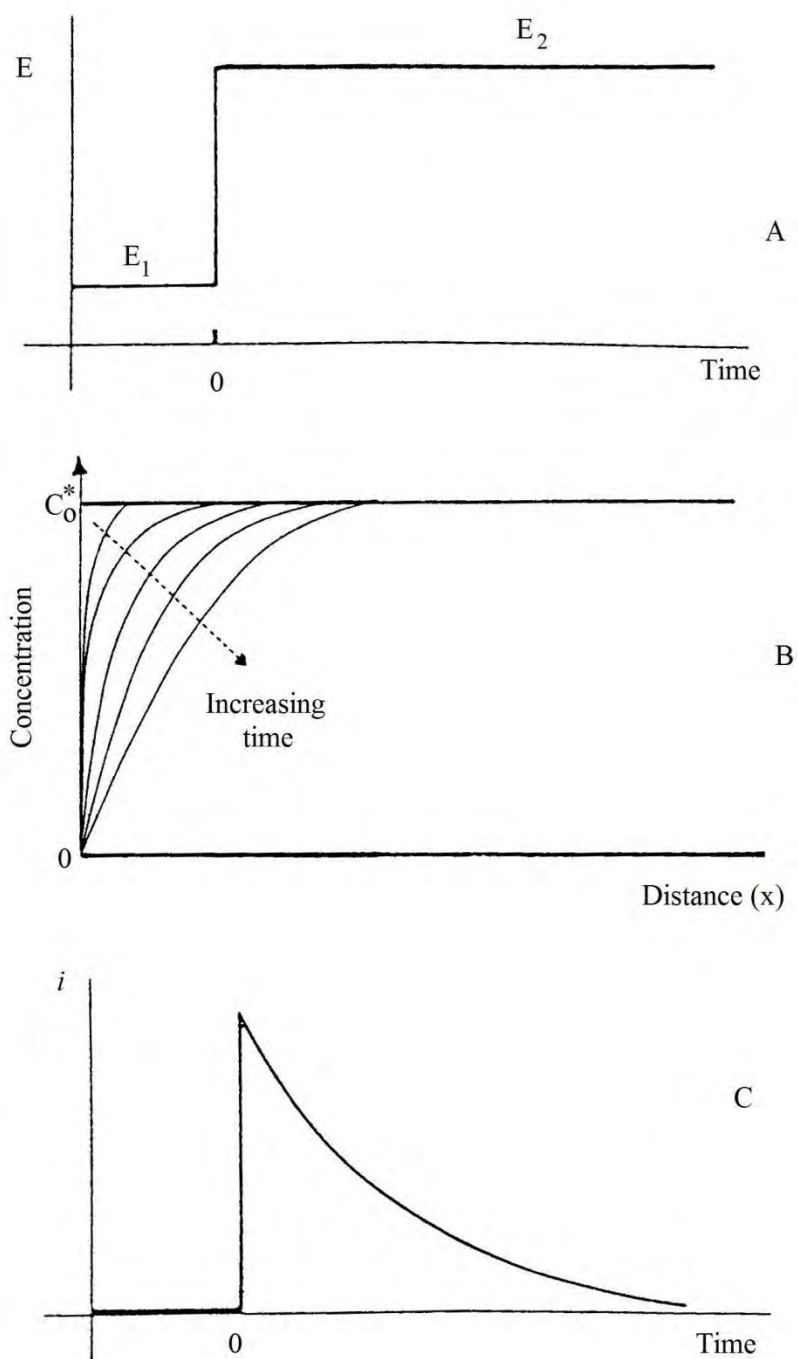 E
E2
E1
A
0
Time
C*o
Concentration
B
Increasing
time
0
Distance (x)
i
C
0
Time